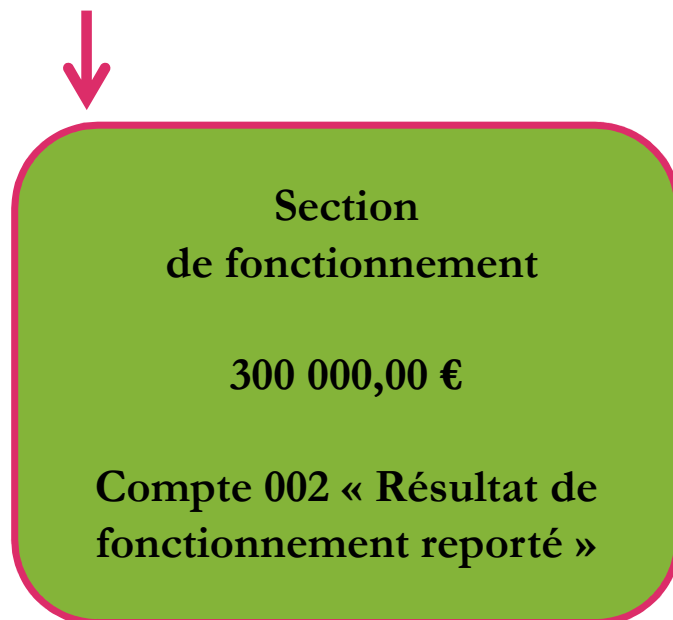 Section
de fonctionnement
300 000,00 €
Compte 002 « Résultat de
fonctionnement reporté »